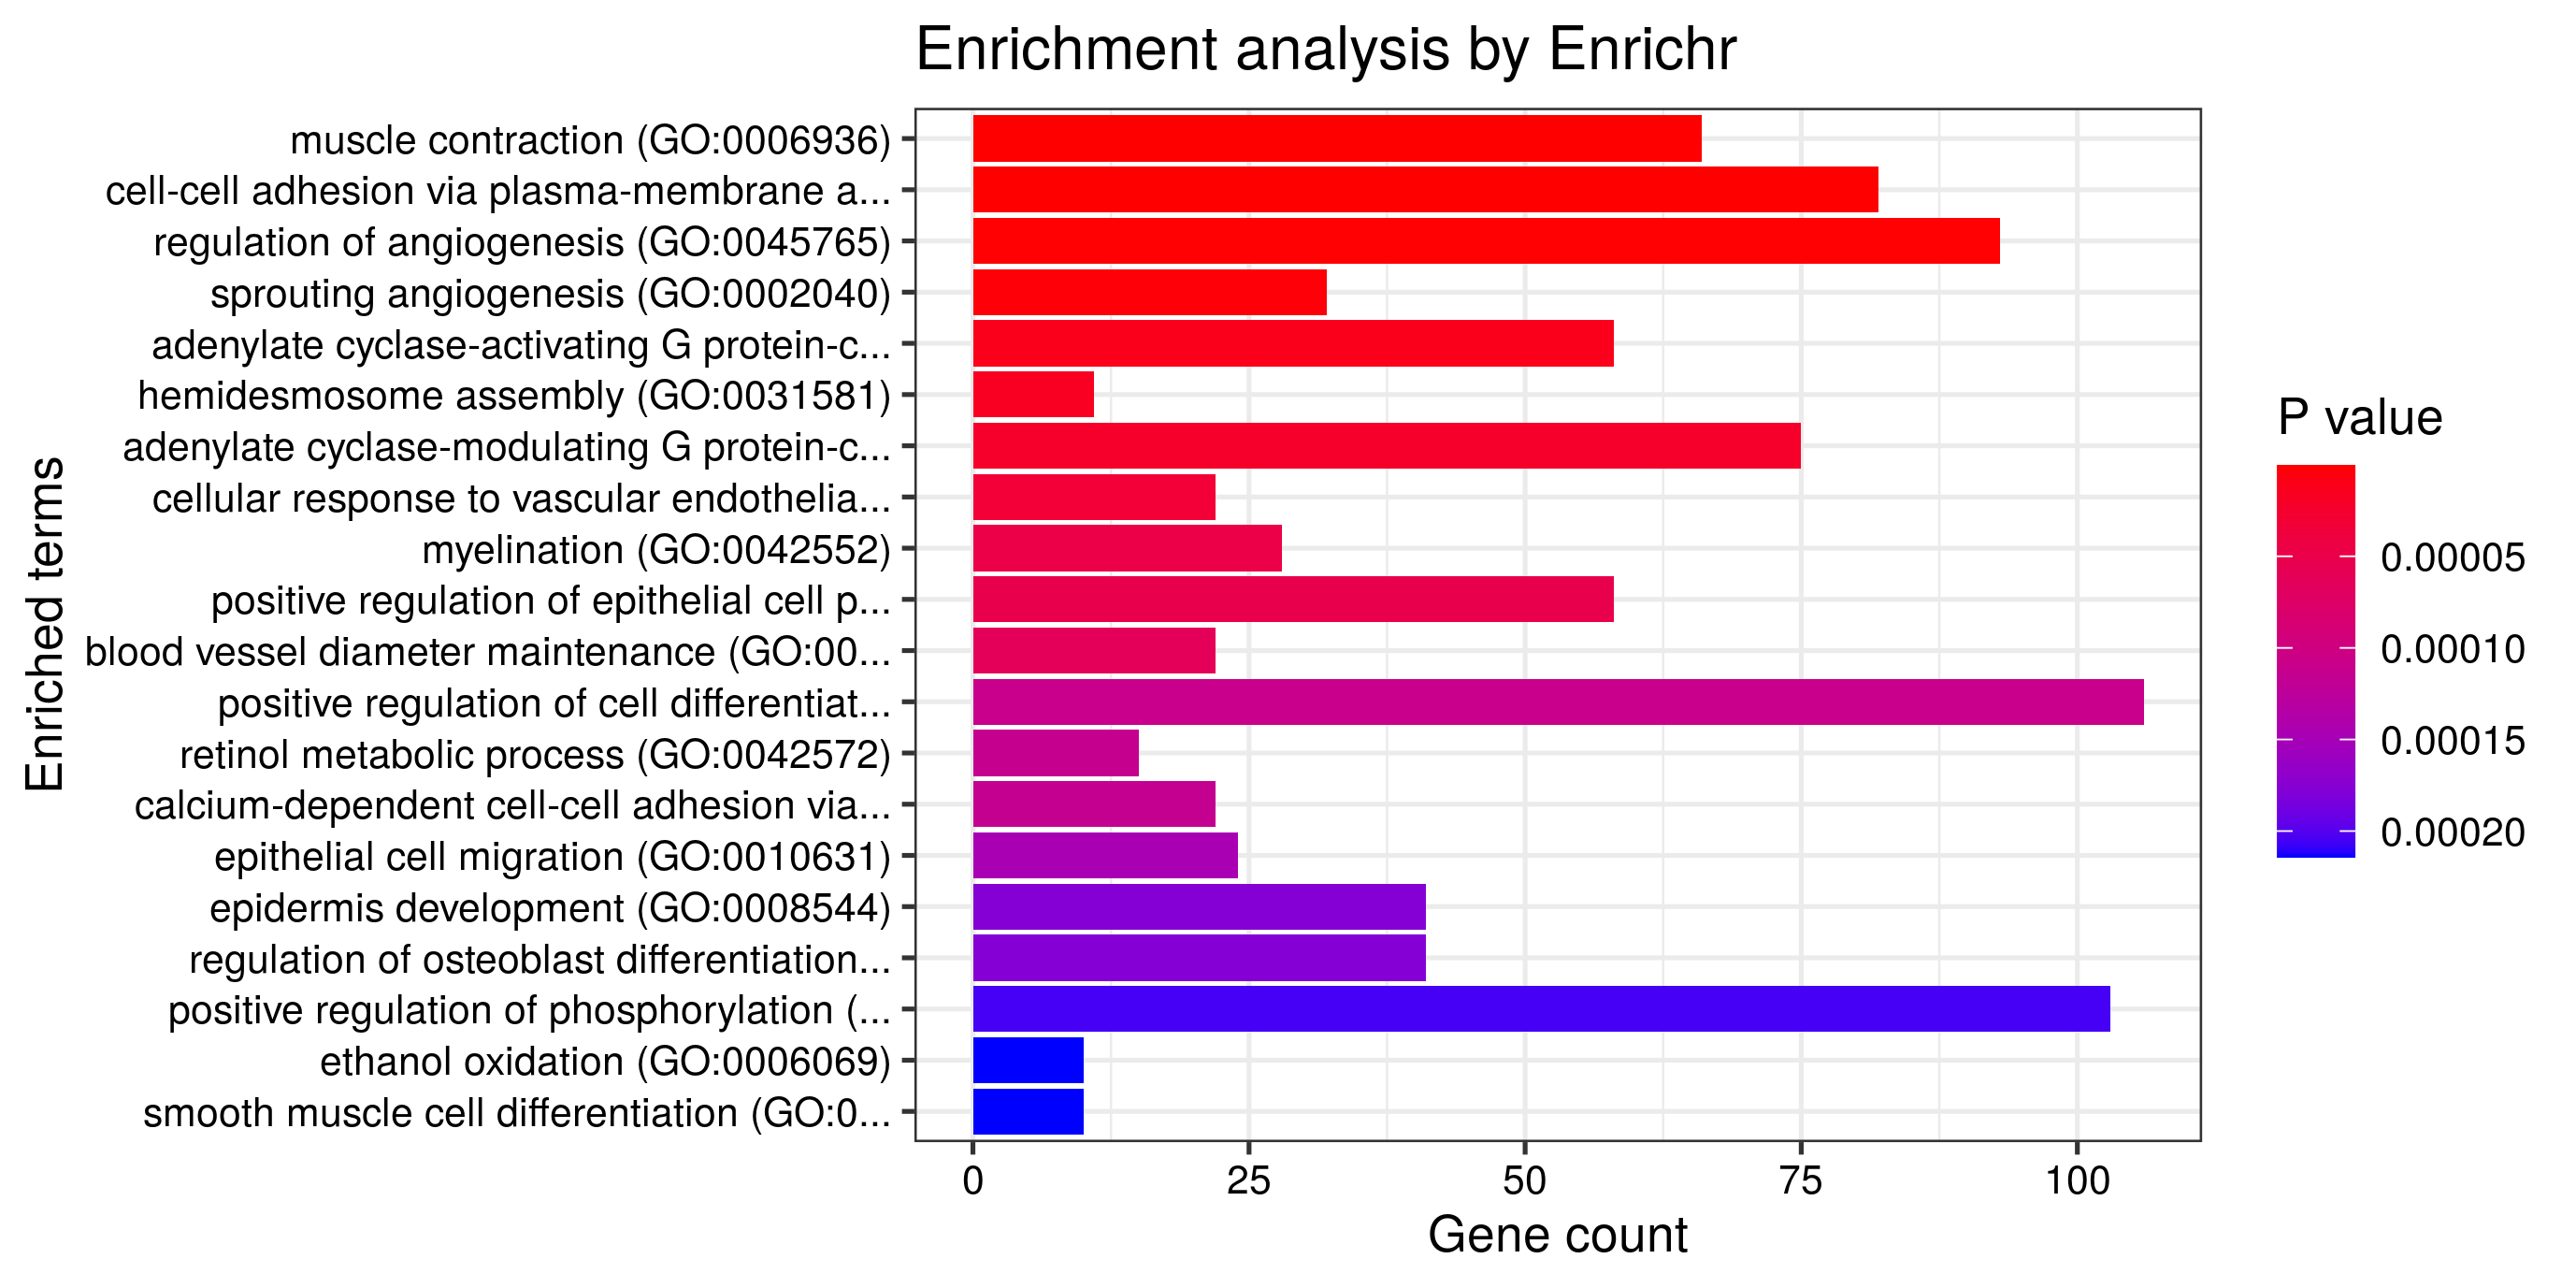 Enrichment analysis by Enrichr
Enriched terms
muscle contraction (GO:0006936)
cell-cell adhesion via plasma-membrane a...
regulation of angiogenesis (GO:0045765)
sprouting angiogenesis (GO:0002040)
adenylate cyclase-activating G protein-c...
hemidesmosome assembly (GO:0031581)
adenylate cyclase-modulating G protein-c...
cellular response to vascular endothelia...
myelination (GO:0042552)
positive regulation of epithelial cell p...
blood vessel diameter maintenance (GO:00...
positive regulation of cell differentiat...
retinol metabolic process (GO:0042572)
calcium-dependent cell-cell adhesion via...
epithelial cell migration (GO:0010631)
epidermis development (GO:0008544)
regulation of osteoblast differentiation...
positive regulation of phosphorylation (...
ethanol oxidation (GO:0006069)
smooth muscle cell differentiation (GO:0...
0 25 50 75 100
Gene count
P value
0.00005
0.00010
0.00015
0.00020